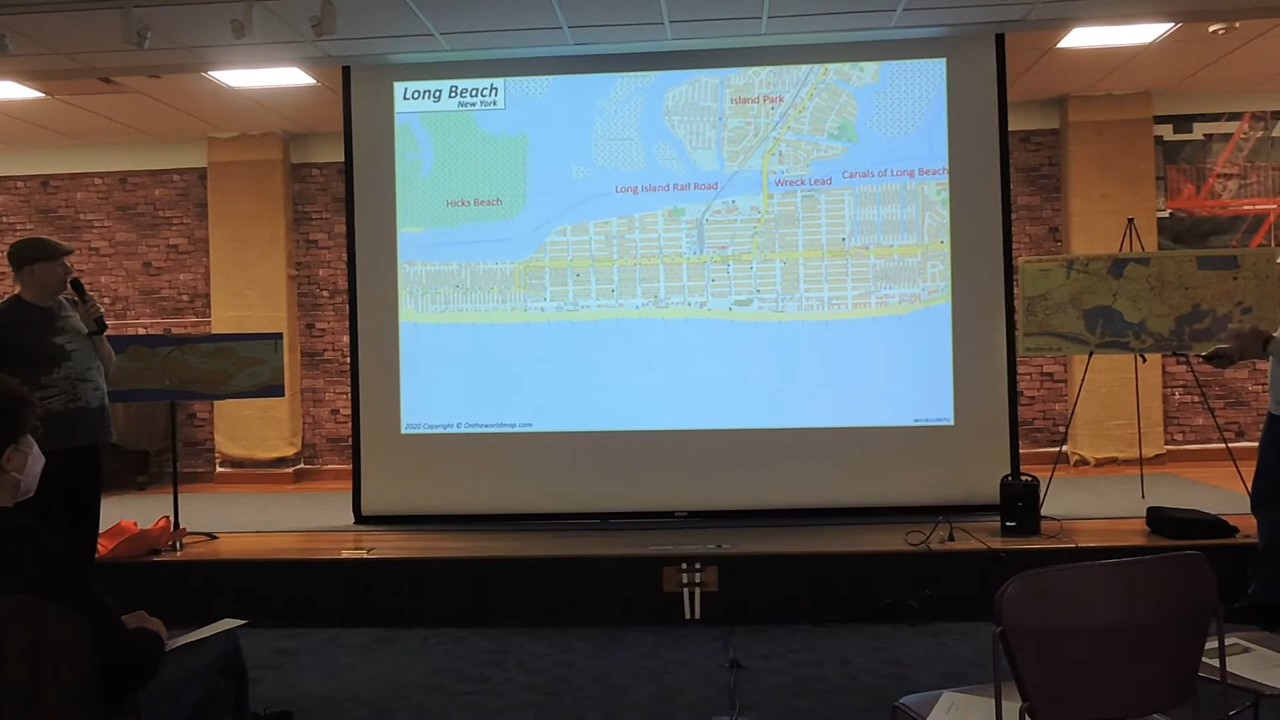 Long Beach
New York
Island Park
Long Island Rail Road
Wreck Lead
Canals of Long Beach
Hicks Beach
2020 Copyright © Ontheworldmap.com